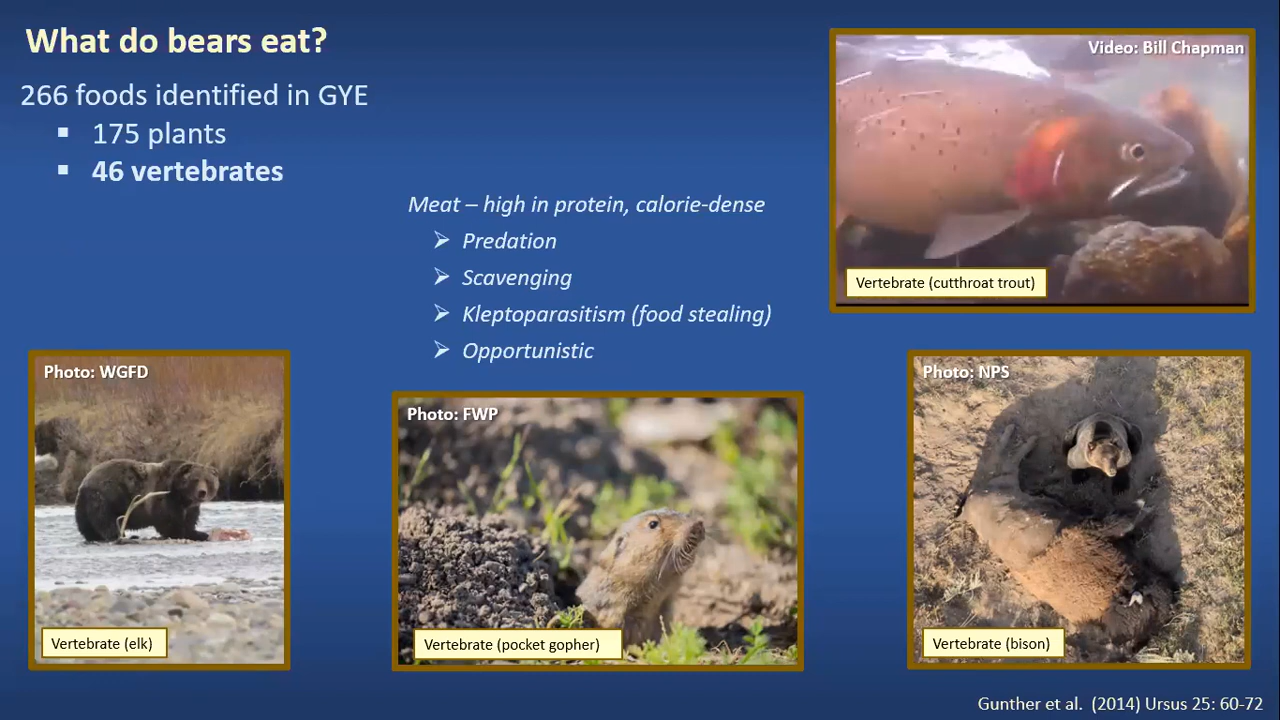 What do bears eat?
266 foods identified in GYE
▪ 175 plants
▪ 46 vertebrates
Meat – high in protein, calorie-dense
➢ Predation
➢ Scavenging
➢ Kleptoparasitism (food stealing)
➢ Opportunistic
Video: Bill Chapman
Vertebrate (cutthroat trout)
Photo: WGFD
Vertebrate (elk)
Photo: FWP
Vertebrate (pocket gopher)
Photo: NPS
Vertebrate (bison)
Gunther et al. (2014) Ursus 25: 60-72